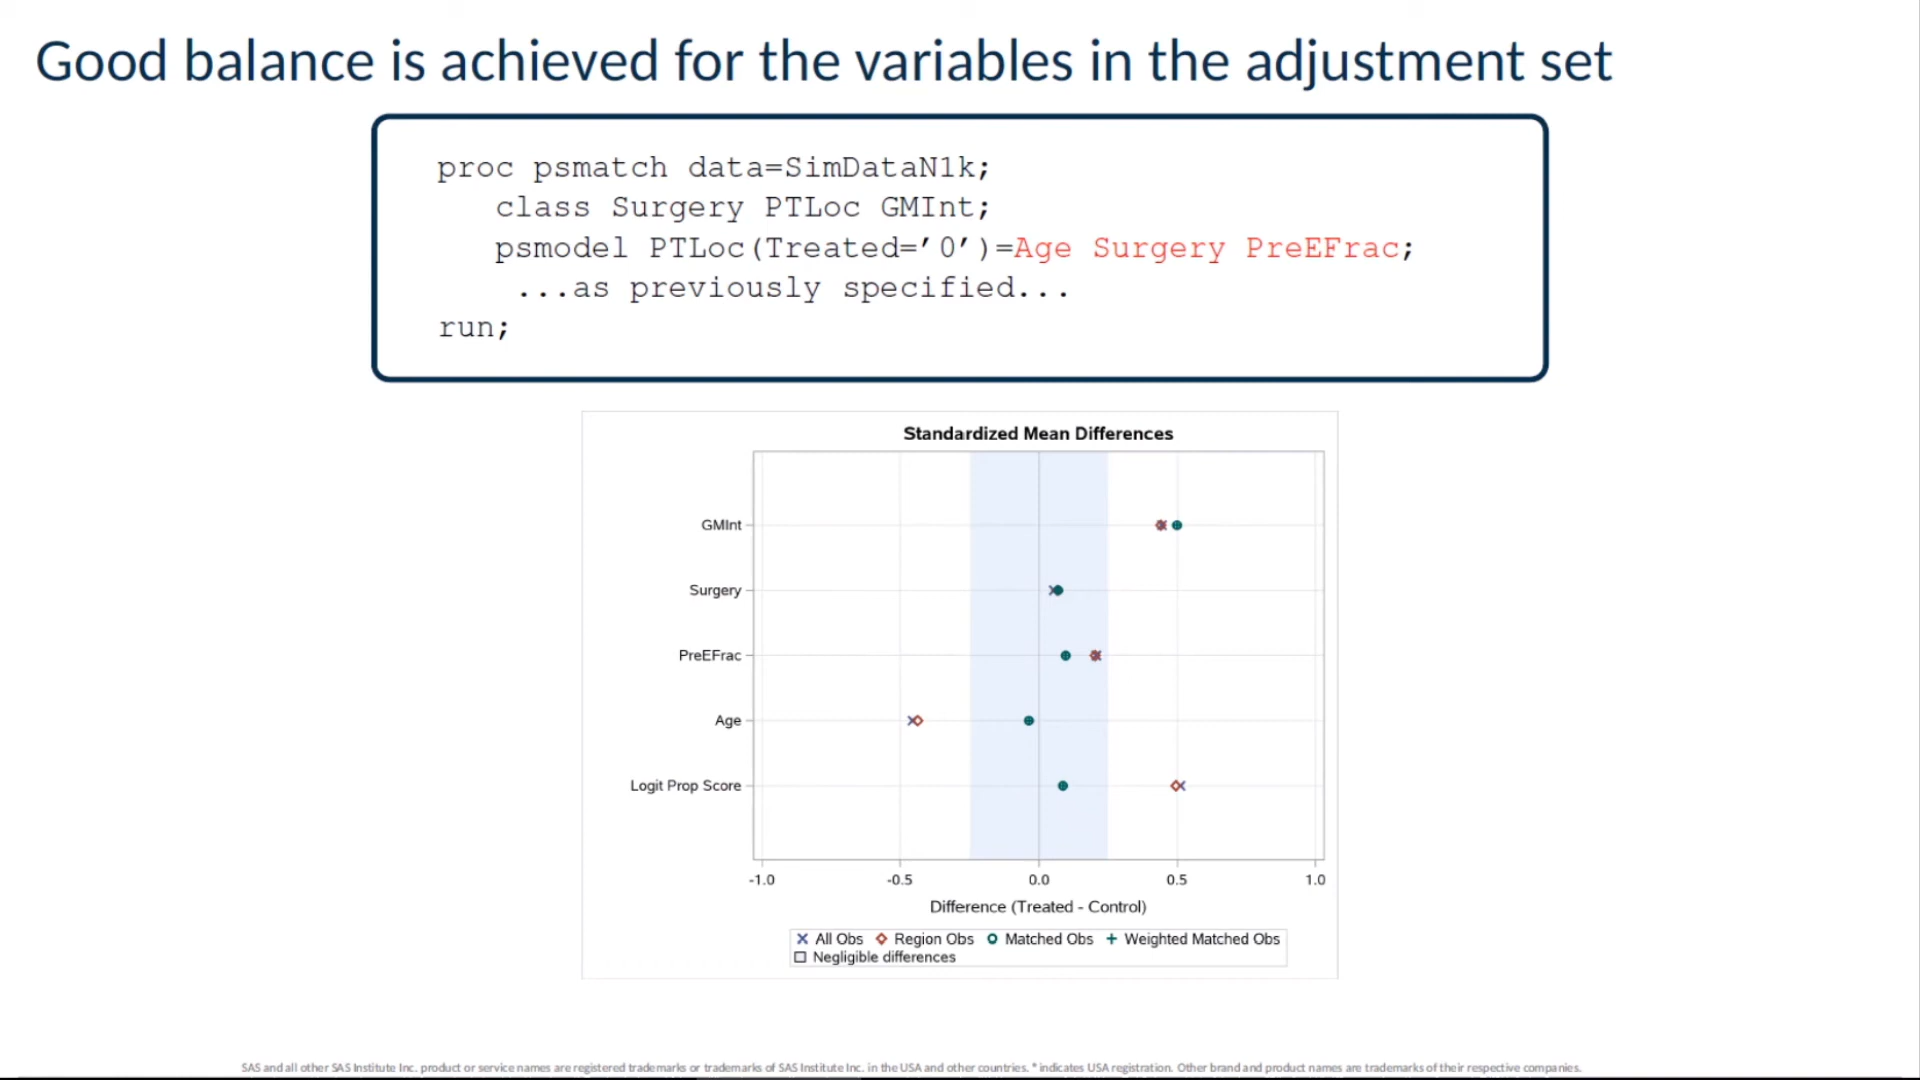 Good balance is achieved for the variables in the adjustment set
proc psmatch data=SimDataN1k;
class Surgery PTLoc GMInt;
psmodel PTLoc(Treated=’0’)=Age Surgery PreEFrac;
...as previously specified...
run;
Standardized Mean Differences
GMInt
Surgery
PreEFrac
Age
Logit Prop Score
-1.0 -0.5 0.0 0.5 1.0
Difference (Treated - Control)
All Obs Region Obs Matched Obs Weighted Matched Obs
Negligible differences
SAS and all other SAS Institute Inc. product or service names are registered trademarks or trademarks of SAS Institute Inc. in the USA and other countries. ® indicates USA registration. Other brand and product names are trademarks of their respective companies.